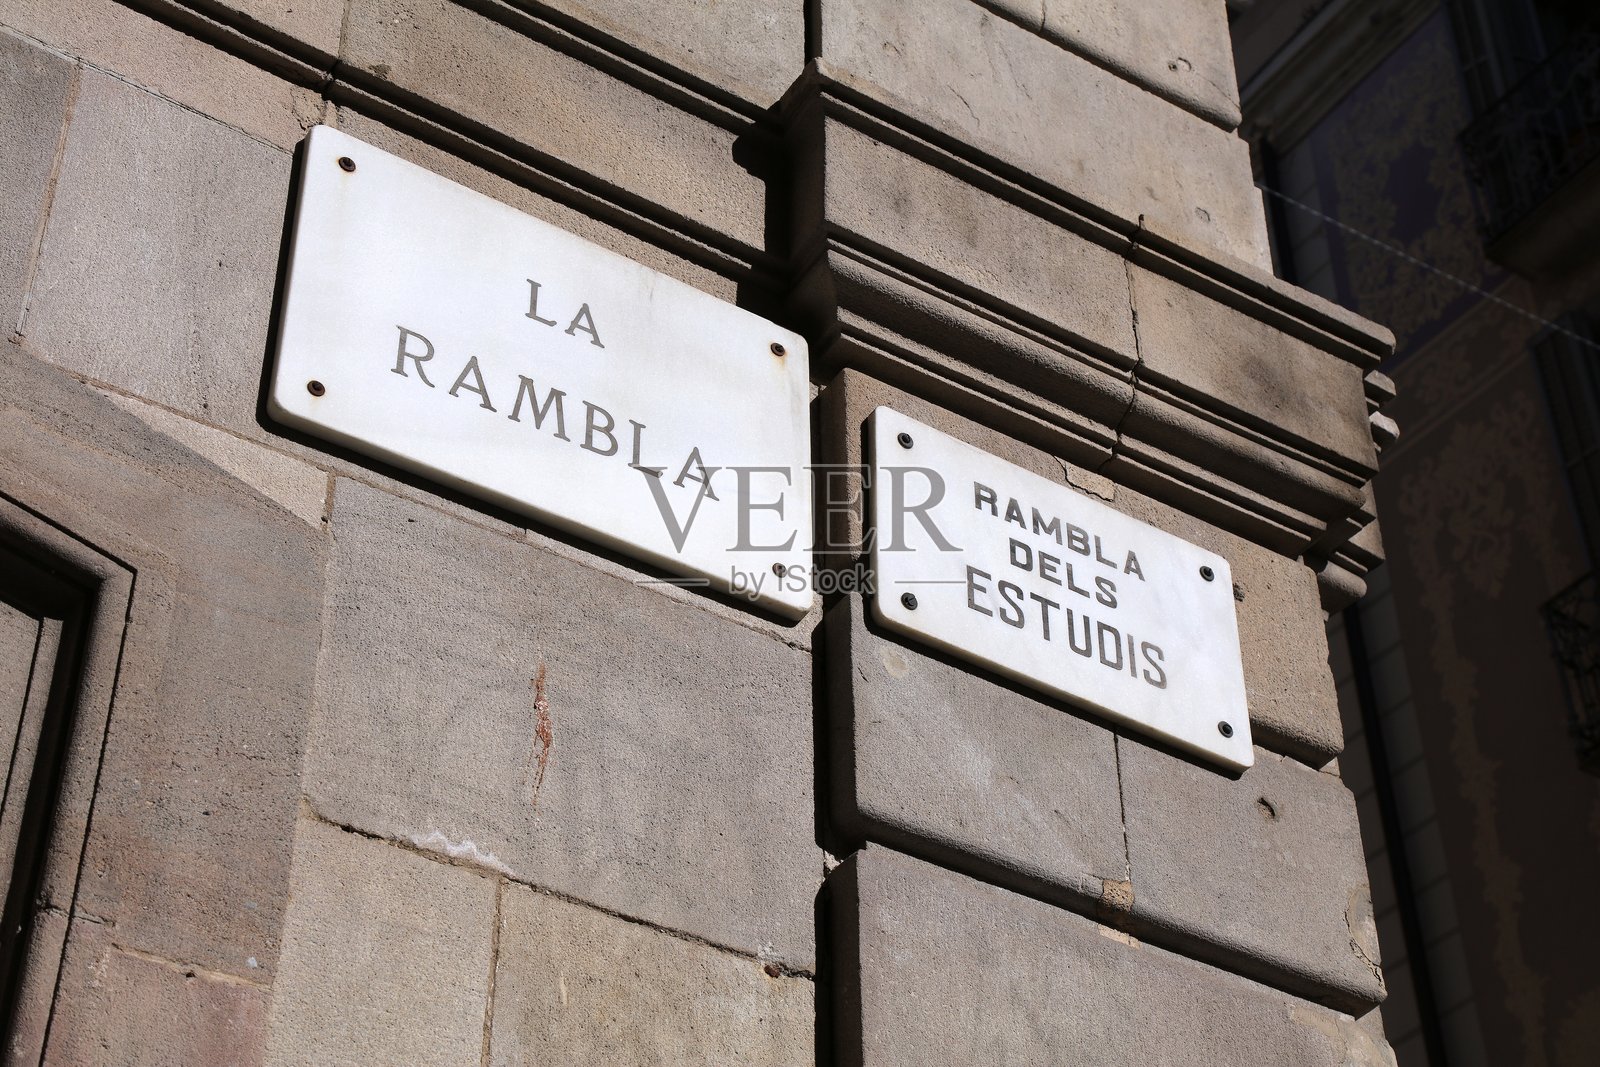 LA
RAMBLA
RAMBLA
DELS
ESTUDIS
VEER
by iStock